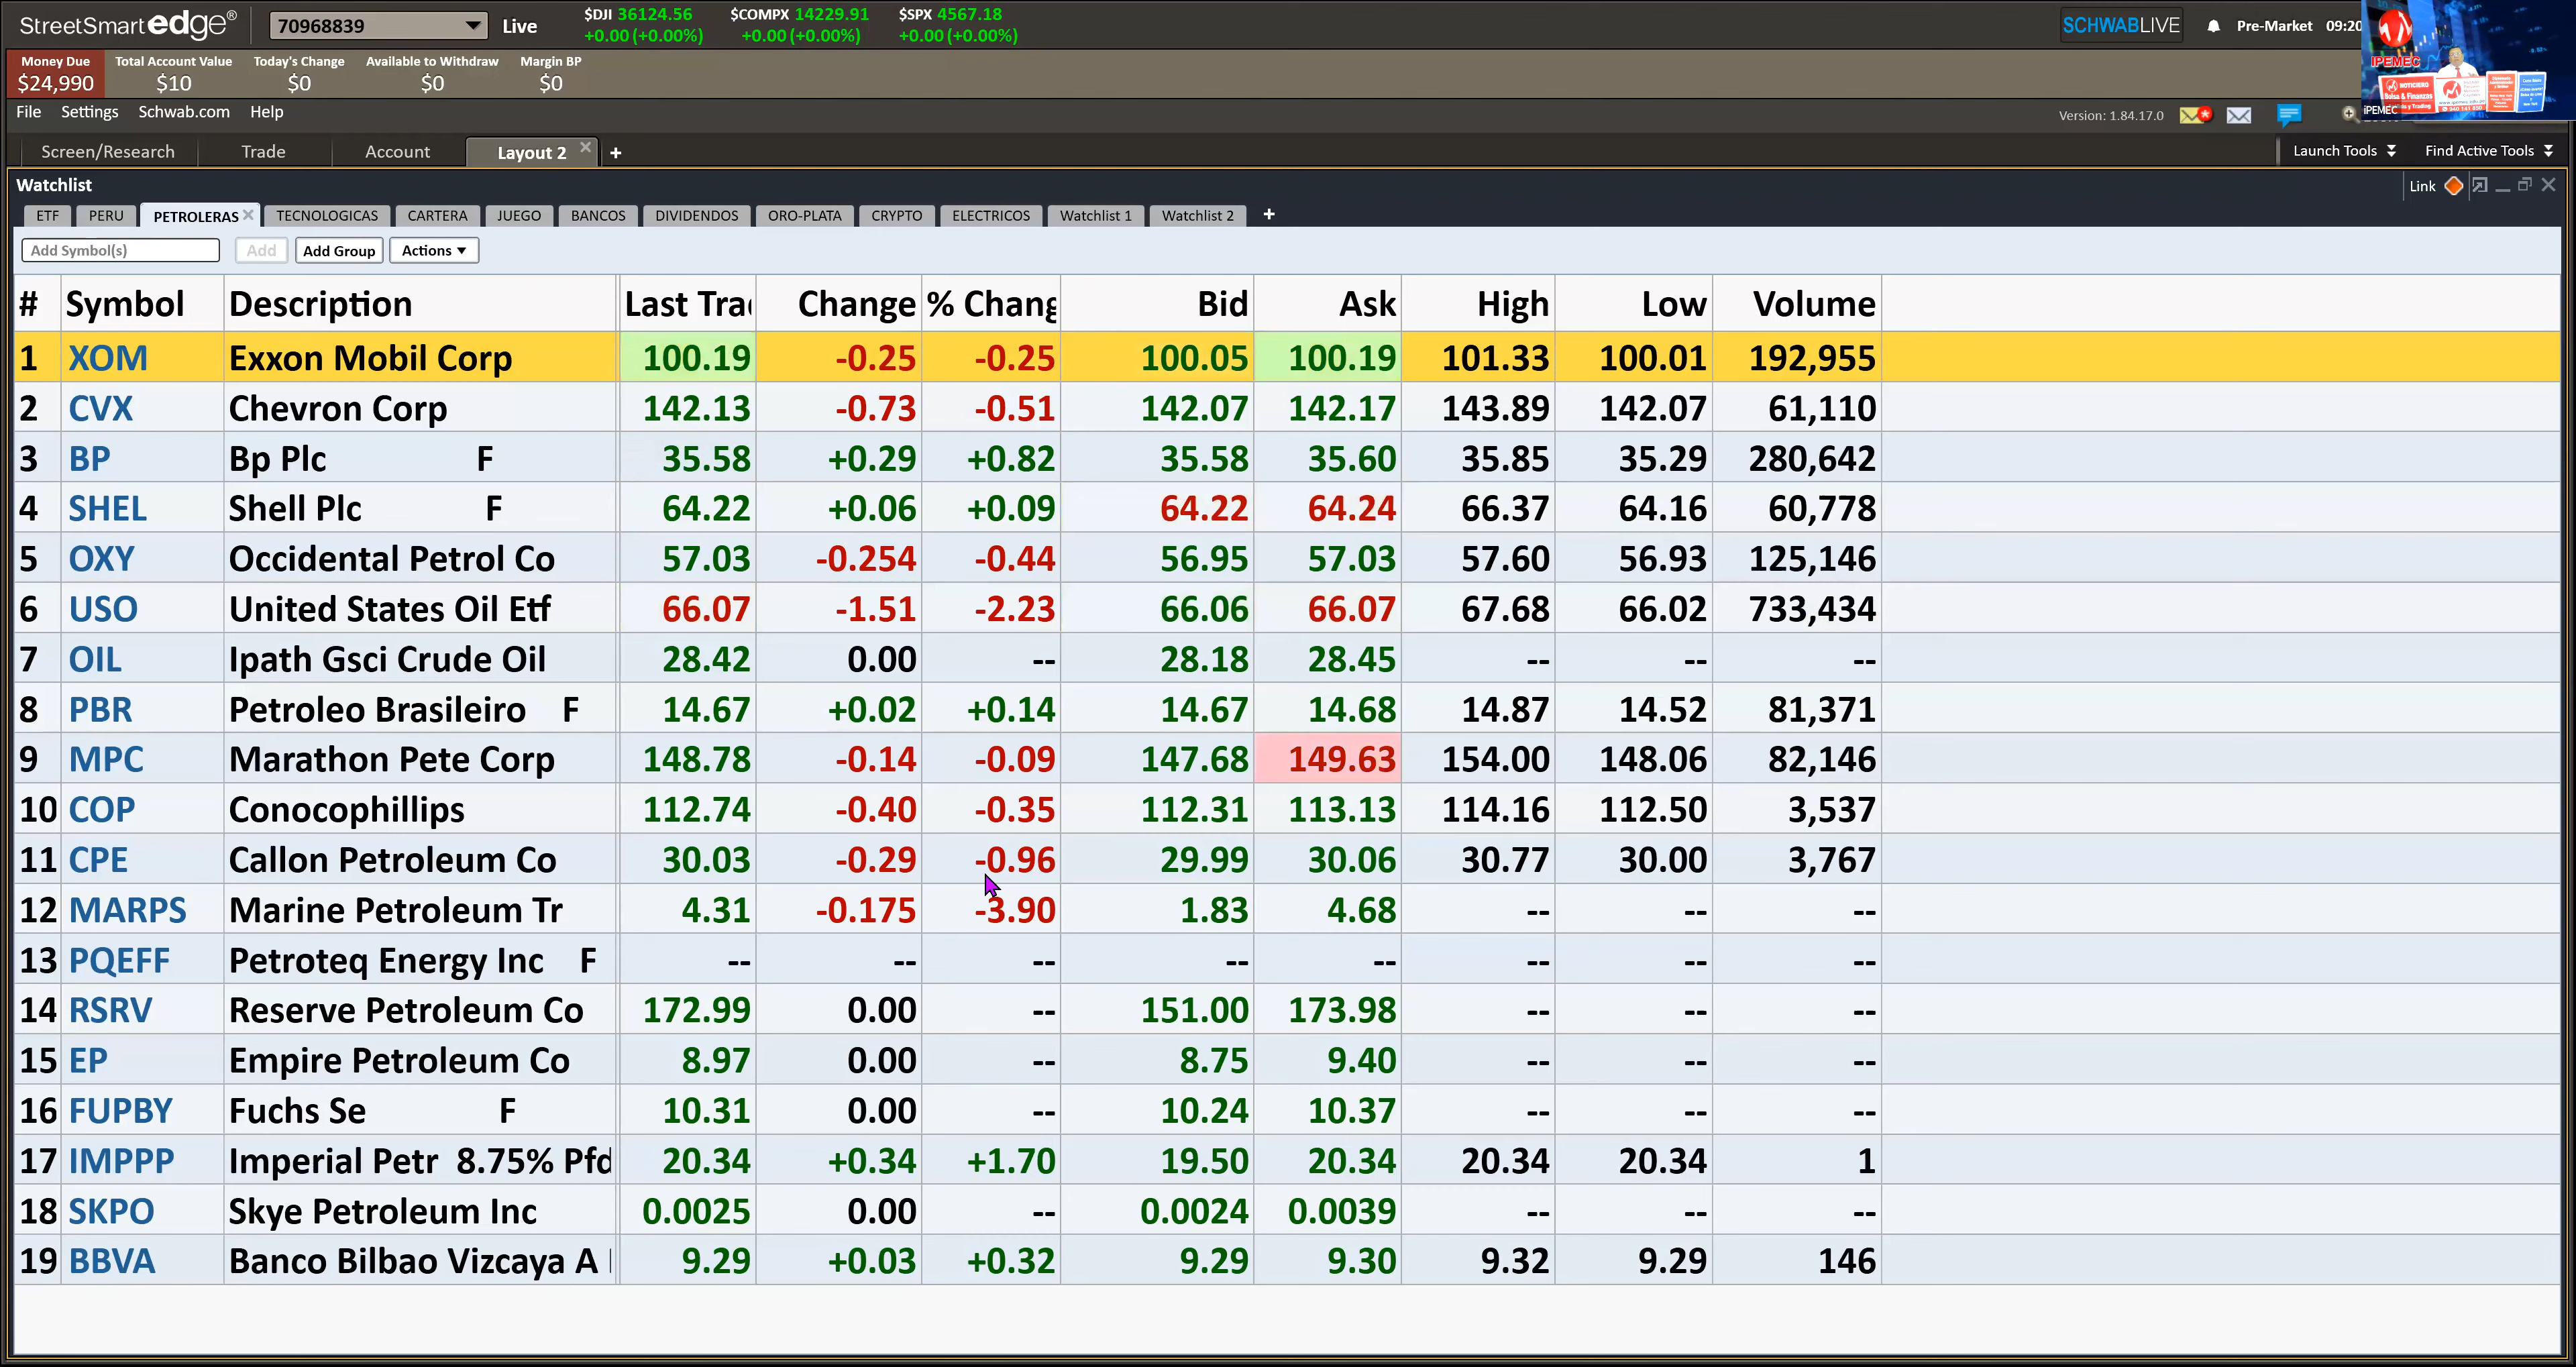 StreetSmart edge® 70968839 Live $DJI 36124.56 $COMPX 14229.91 $SPX 4567.18 SCHWABLIVE Pre-Market 09:20
+0.00 (+0.00%) +0.00 (+0.00%) +0.00 (+0.00%)
Money Due Total Account Value Today's Change Available to Withdraw Margin BP
$24,990 $10 $0 $0 $0
IPEMEC
NOTICIERO
Bolsa & Finanzas
iPEMEC
File Settings Schwab.com Help Version: 1.84.17.0
Screen/Research Trade Account Layout 2 × + Launch Tools Find Active Tools
Watchlist Link
ETF PERU PETROLERAS × TECNOLOGICAS CARTERA JUEGO BANCOS DIVIDENDOS ORO-PLATA CRYPTO ELECTRICOS Watchlist 1 Watchlist 2 +
Add Symbol(s) Add Add Group Actions ▼
# Symbol Description Last Trad Change % Chang Bid Ask High Low Volume
1 XOM Exxon Mobil Corp 100.19 -0.25 -0.25 100.05 100.19 101.33 100.01 192,955
2 CVX Chevron Corp 142.13 -0.73 -0.51 142.07 142.17 143.89 142.07 61,110
3 BP Bp Plc F 35.58 +0.29 +0.82 35.58 35.60 35.85 35.29 280,642
4 SHEL Shell Plc F 64.22 +0.06 +0.09 64.22 64.24 66.37 64.16 60,778
5 OXY Occidental Petrol Co 57.03 -0.254 -0.44 56.95 57.03 57.60 56.93 125,146
6 USO United States Oil Etf 66.07 -1.51 -2.23 66.06 66.07 67.68 66.02 733,434
7 OIL Ipath Gsci Crude Oil 28.42 0.00 -- 28.18 28.45 -- -- --
8 PBR Petroleo Brasileiro F 14.67 +0.02 +0.14 14.67 14.68 14.87 14.52 81,371
9 MPC Marathon Pete Corp 148.78 -0.14 -0.09 147.68 149.63 154.00 148.06 82,146
10 COP Conocophillips 112.74 -0.40 -0.35 112.31 113.13 114.16 112.50 3,537
11 CPE Callon Petroleum Co 30.03 -0.29 -0.96 29.99 30.06 30.77 30.00 3,767
12 MARPS Marine Petroleum Tr 4.31 -0.175 -3.90 1.83 4.68 -- -- --
13 PQEFF Petroteq Energy Inc F -- -- -- -- -- -- -- --
14 RSRV Reserve Petroleum Co 172.99 0.00 -- 151.00 173.98 -- -- --
15 EP Empire Petroleum Co 8.97 0.00 -- 8.75 9.40 -- -- --
16 FUPBY Fuchs Se F 10.31 0.00 -- 10.24 10.37 -- -- --
17 IMPPP Imperial Petr 8.75% Pfd 20.34 +0.34 +1.70 19.50 20.34 20.34 20.34 1
18 SKPO Skye Petroleum Inc 0.0025 0.00 -- 0.0024 0.0039 -- -- --
19 BBVA Banco Bilbao Vizcaya A 9.29 +0.03 +0.32 9.29 9.30 9.32 9.29 146